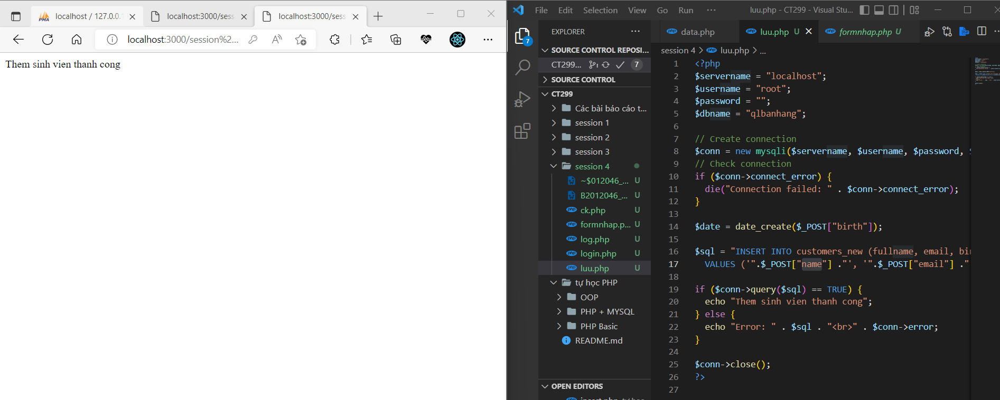 localhost / 127.0.0.1
localhost:3000/sess
localhost:3000/sess
localhost:3000/session%2...
Them sinh vien thanh cong
File Edit Selection View Go Run ...
luu.php - CT299 - Visual Stu...
EXPLORER
SOURCE CONTROL REPOSI...
CT299... 7
SOURCE CONTROL
CT299
Các bài báo cáo t...
session 1
session 2
session 3
session 4
~$012046_... U
B2012046_... U
ck.php U
formnhap.p... U
log.php U
login.php U
luu.php U
tự học PHP
OOP
PHP + MYSQL
PHP Basic
README.md
OPEN EDITORS
insert.php tự học
data.php
luu.php U
formnhap.php U
session 4 > luu.php > ...
1 <?php
2 $servername = "localhost";
3 $username = "root";
4 $password = "";
5 $dbname = "qlbanhang";
6
7 // Create connection
8 $conn = new mysqli($servername, $username, $password, $
9 // Check connection
10 if ($conn->connect_error) {
11 die("Connection failed: " . $conn->connect_error);
12 }
13
14 $date = date_create($_POST["birth"]);
15
16 $sql = "INSERT INTO customers_new (fullname, email, bir
17 VALUES ('".$_POST["name"] ."', '".$_POST["email"] ."
18
19 if ($conn->query($sql) == TRUE) {
20 echo "Them sinh vien thanh cong";
21 } else {
22 echo "Error: " . $sql . "<br>" . $conn->error;
23 }
24
25 $conn->close();
26 ?>
27